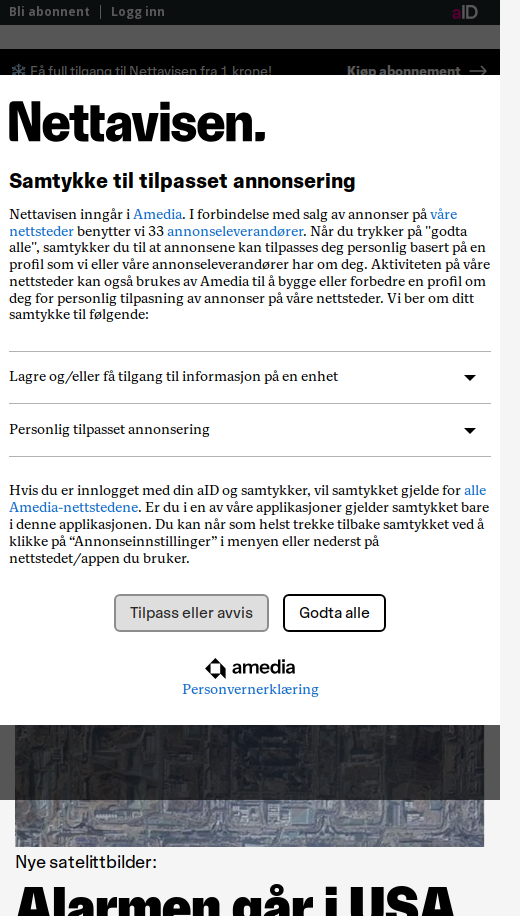 Bli abonnent | Logg inn
aID
Få full tilgang til Nettavisen fra 1 krone!
Kjøp abonnement →
Nettavisen.
Samtykke til tilpasset annonsering
Nettavisen inngår i Amedia. I forbindelse med salg av annonser på våre
nettsteder benytter vi 33 annonseleverandører. Når du trykker på "godta
alle", samtykker du til at annonsene kan tilpasses deg personlig basert på en
profil som vi eller våre annonseleverandører har om deg. Aktiviteten på våre
nettsteder kan også brukes av Amedia til å bygge eller forbedre en profil om
deg for personlig tilpasning av annonser på våre nettsteder. Vi ber om ditt
samtykke til følgende:
Lagre og/eller få tilgang til informasjon på en enhet
Personlig tilpasset annonsering
Hvis du er innlogget med din aID og samtykker, vil samtykket gjelde for alle
Amedia-nettstedene. Er du i en av våre applikasjoner gjelder samtykket bare
i denne applikasjonen. Du kan når som helst trekke tilbake samtykket ved å
klikke på “Annonseinnstillinger” i menyen eller nederst på
nettstedet/appen du bruker.
Tilpass eller avvis
Godta alle
amedia
Personvernerklæring
Nye satelittbilder:
Alarmen går i USA